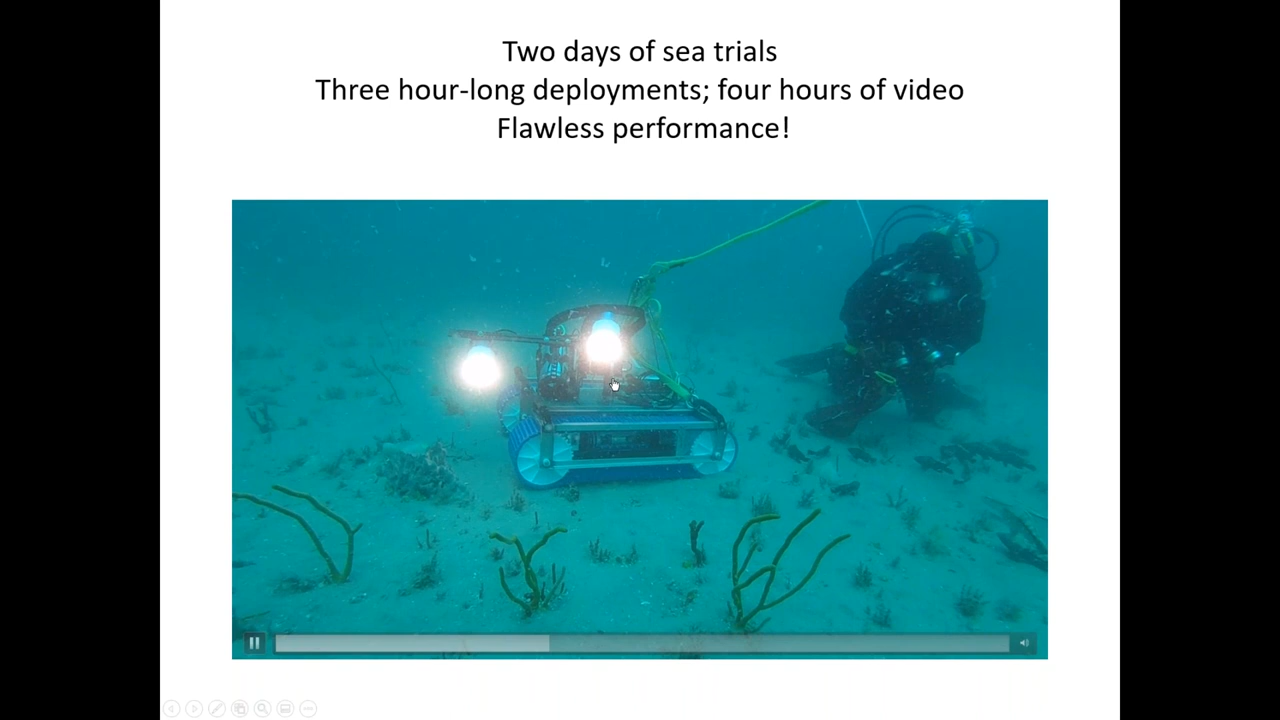 Two days of sea trials
Three hour-long deployments; four hours of video
Flawless performance!